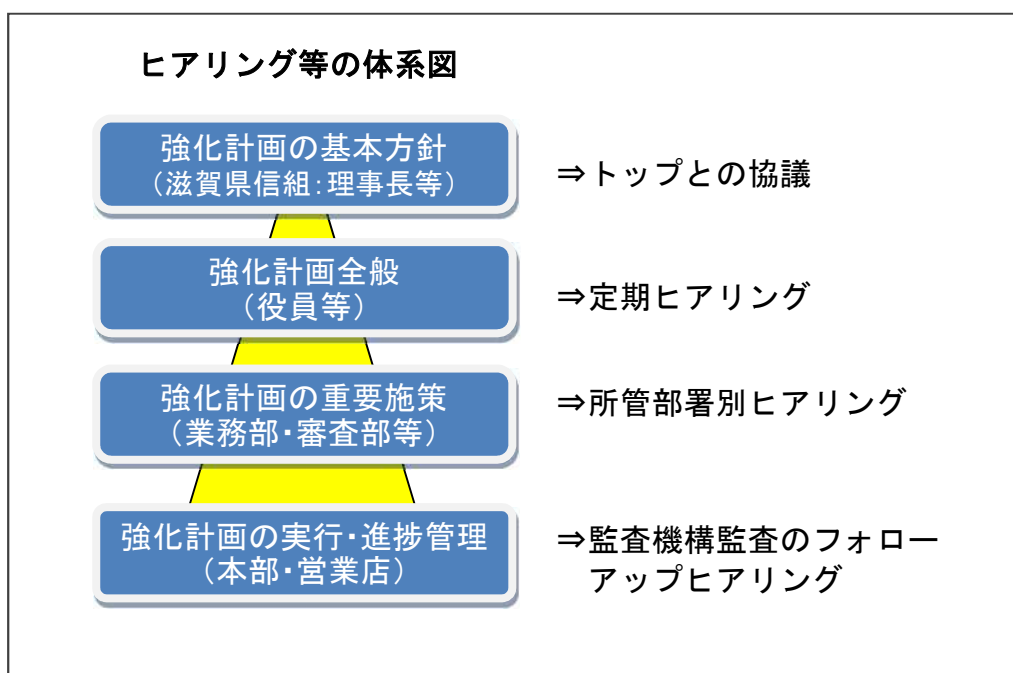 ヒアリング等の体系図
強化計画の基本方針
（滋賀県信組：理事長等）
⇒トップとの協議
強化計画全般
（役員等）
⇒定期ヒアリング
強化計画の重要施策
（業務部・審査部等）
⇒所管部署別ヒアリング
強化計画の実行・進捗管理
（本部・営業店）
⇒監査機構監査のフォロー
アップヒアリング